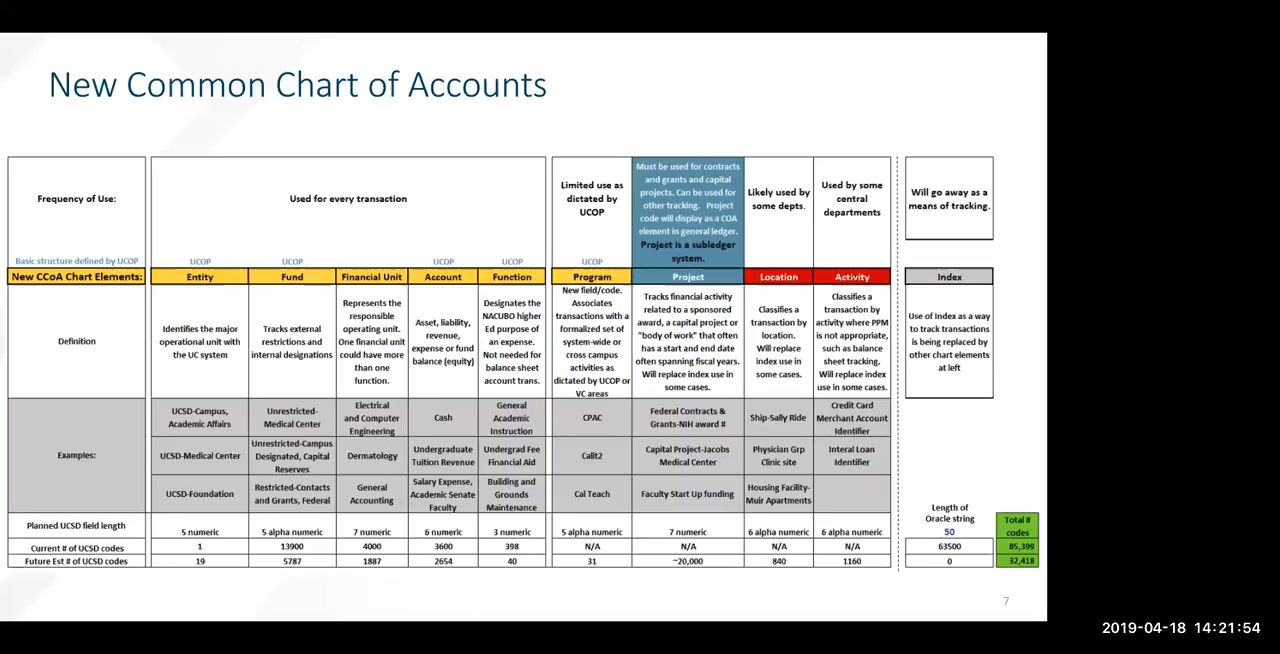 New Common Chart of Accounts
Frequency of Use:
Used for every transaction
Limited use as
dictated by
UCOP
Must be used for contracts
and grants and capital
projects. Can be used for
other tracking. Project
code will display as a COA
element in general ledger.
Project is a subledger
system.
Likely used by
some depts.
Used by some
central
departments
Will go away as a
means of tracking.
Basic structure defined by UCOP
UCOP
UCOP
UCOP
UCOP
UCOP
New CCoA Chart Elements:
Entity
Fund
Financial Unit
Account
Function
Program
Project
Location
Activity
Index
Definition
Identifies the major
operational unit with
the UC system
Tracks external
restrictions and
internal designations
Represents the
responsible
operating unit.
One financial unit
could have more
than one
function.
Asset, liability,
revenue,
expense or fund
balance (equity)
Designates the
NACUBO higher
Ed purpose of
an expense.
Not needed for
balance sheet
account trans.
New field/code.
Associates
transactions with a
formalized set of
system-wide or
cross campus
activities as
dictated by UCOP or
VC areas
Tracks financial activity
related to a sponsored
award, a capital project or
"body of work" that often
has a start and end date
often spanning fiscal years.
Will replace index use in
some cases.
Classifies a
transaction by
location.
Will replace
index use in
some cases.
Classifies a
transaction by
activity where PPM
is not appropriate,
such as balance
sheet tracking.
Will replace index
use in some cases.
Use of Index as a way
to track transactions
is being replaced by
other chart elements
at left
Examples:
UCSD-Campus,
Academic Affairs
Unrestricted-
Medical Center
Electrical
and Computer
Engineering
Cash
General
Academic
Instruction
CPAC
Federal Contracts &
Grants-NIH award #
Ship-Sally Ride
Credit Card
Merchant Account
Identifier
UCSD-Medical Center
Unrestricted-Campus
Designated, Capital
Reserves
Dermatology
Undergraduate
Tuition Revenue
Undergrad Fee
Financial Aid
Calit2
Capital Project-Jacobs
Medical Center
Physician Grp
Clinic site
Interal Loan
Identifier
UCSD-Foundation
Restricted-Contacts
and Grants, Federal
General
Accounting
Salary Expense,
Academic Senate
Faculty
Building and
Grounds
Maintenance
Cal Teach
Faculty Start Up funding
Housing Facility-
Muir Apartments
Length of
Oracle string
50
Total #
codes
Planned UCSD field length
5 numeric
5 alpha numeric
7 numeric
6 numeric
3 numeric
5 alpha numeric
7 numeric
6 alpha numeric
6 alpha numeric
Current # of UCSD codes
1
13900
4000
3600
398
N/A
N/A
N/A
N/A
63500
85,399
Future Est # of UCSD codes
19
5787
1887
2654
40
31
~20,000
840
1160
0
32,418
7
2019-04-18 14:21:54